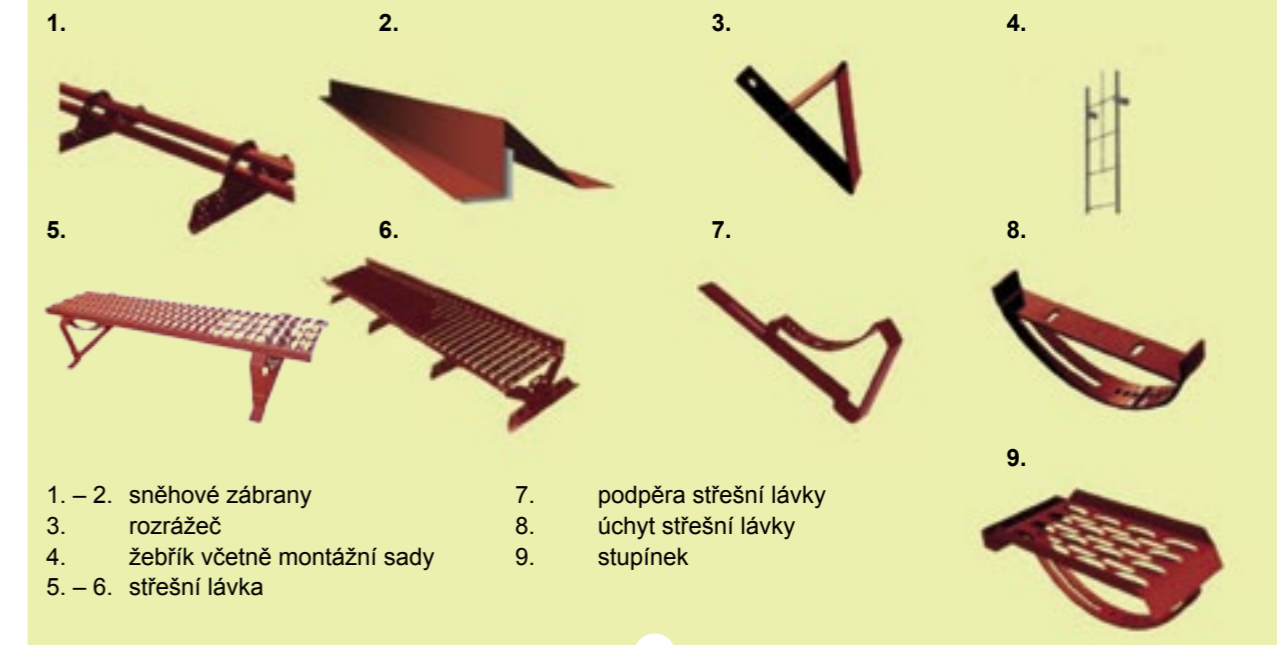 1. 2. 3. 4.
5. 6. 7. 8.
9.
1. – 2. sněhové zábrany
3. rozrážeč
4. žebřík včetně montážní sady
5. – 6. střešní lávka
7. podpěra střešní lávky
8. úchyt střešní lávky
9. stupínek